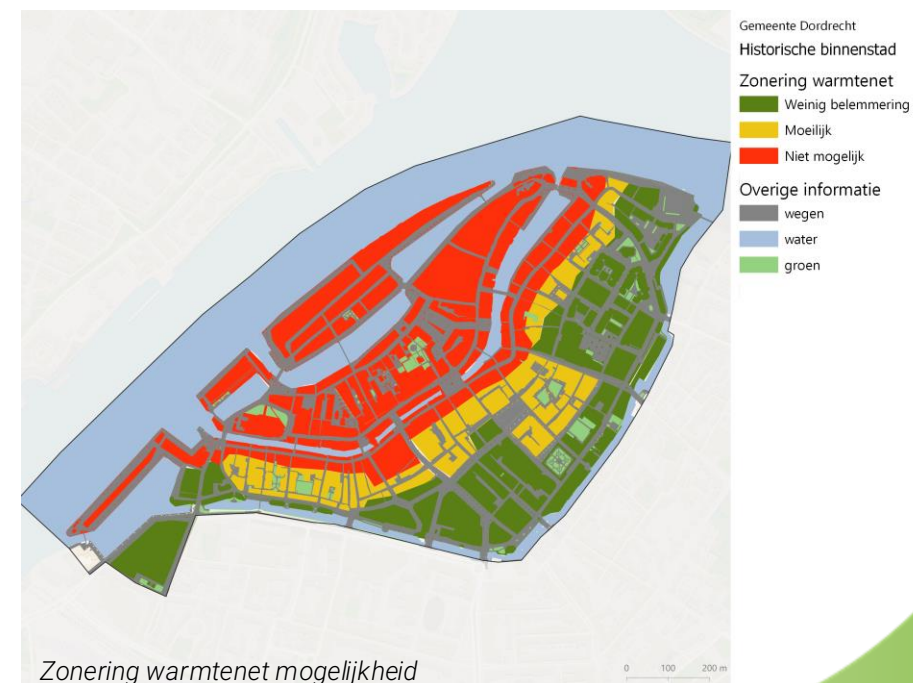 Gemeente Dordrecht
Historische binnenstad
Zonering warmtenet
Weinig belemmering
Moeilijk
Niet mogelijk
Overige informatie
wegen
water
groen
Zonering warmtenet mogelijkheid
0 100 200 m